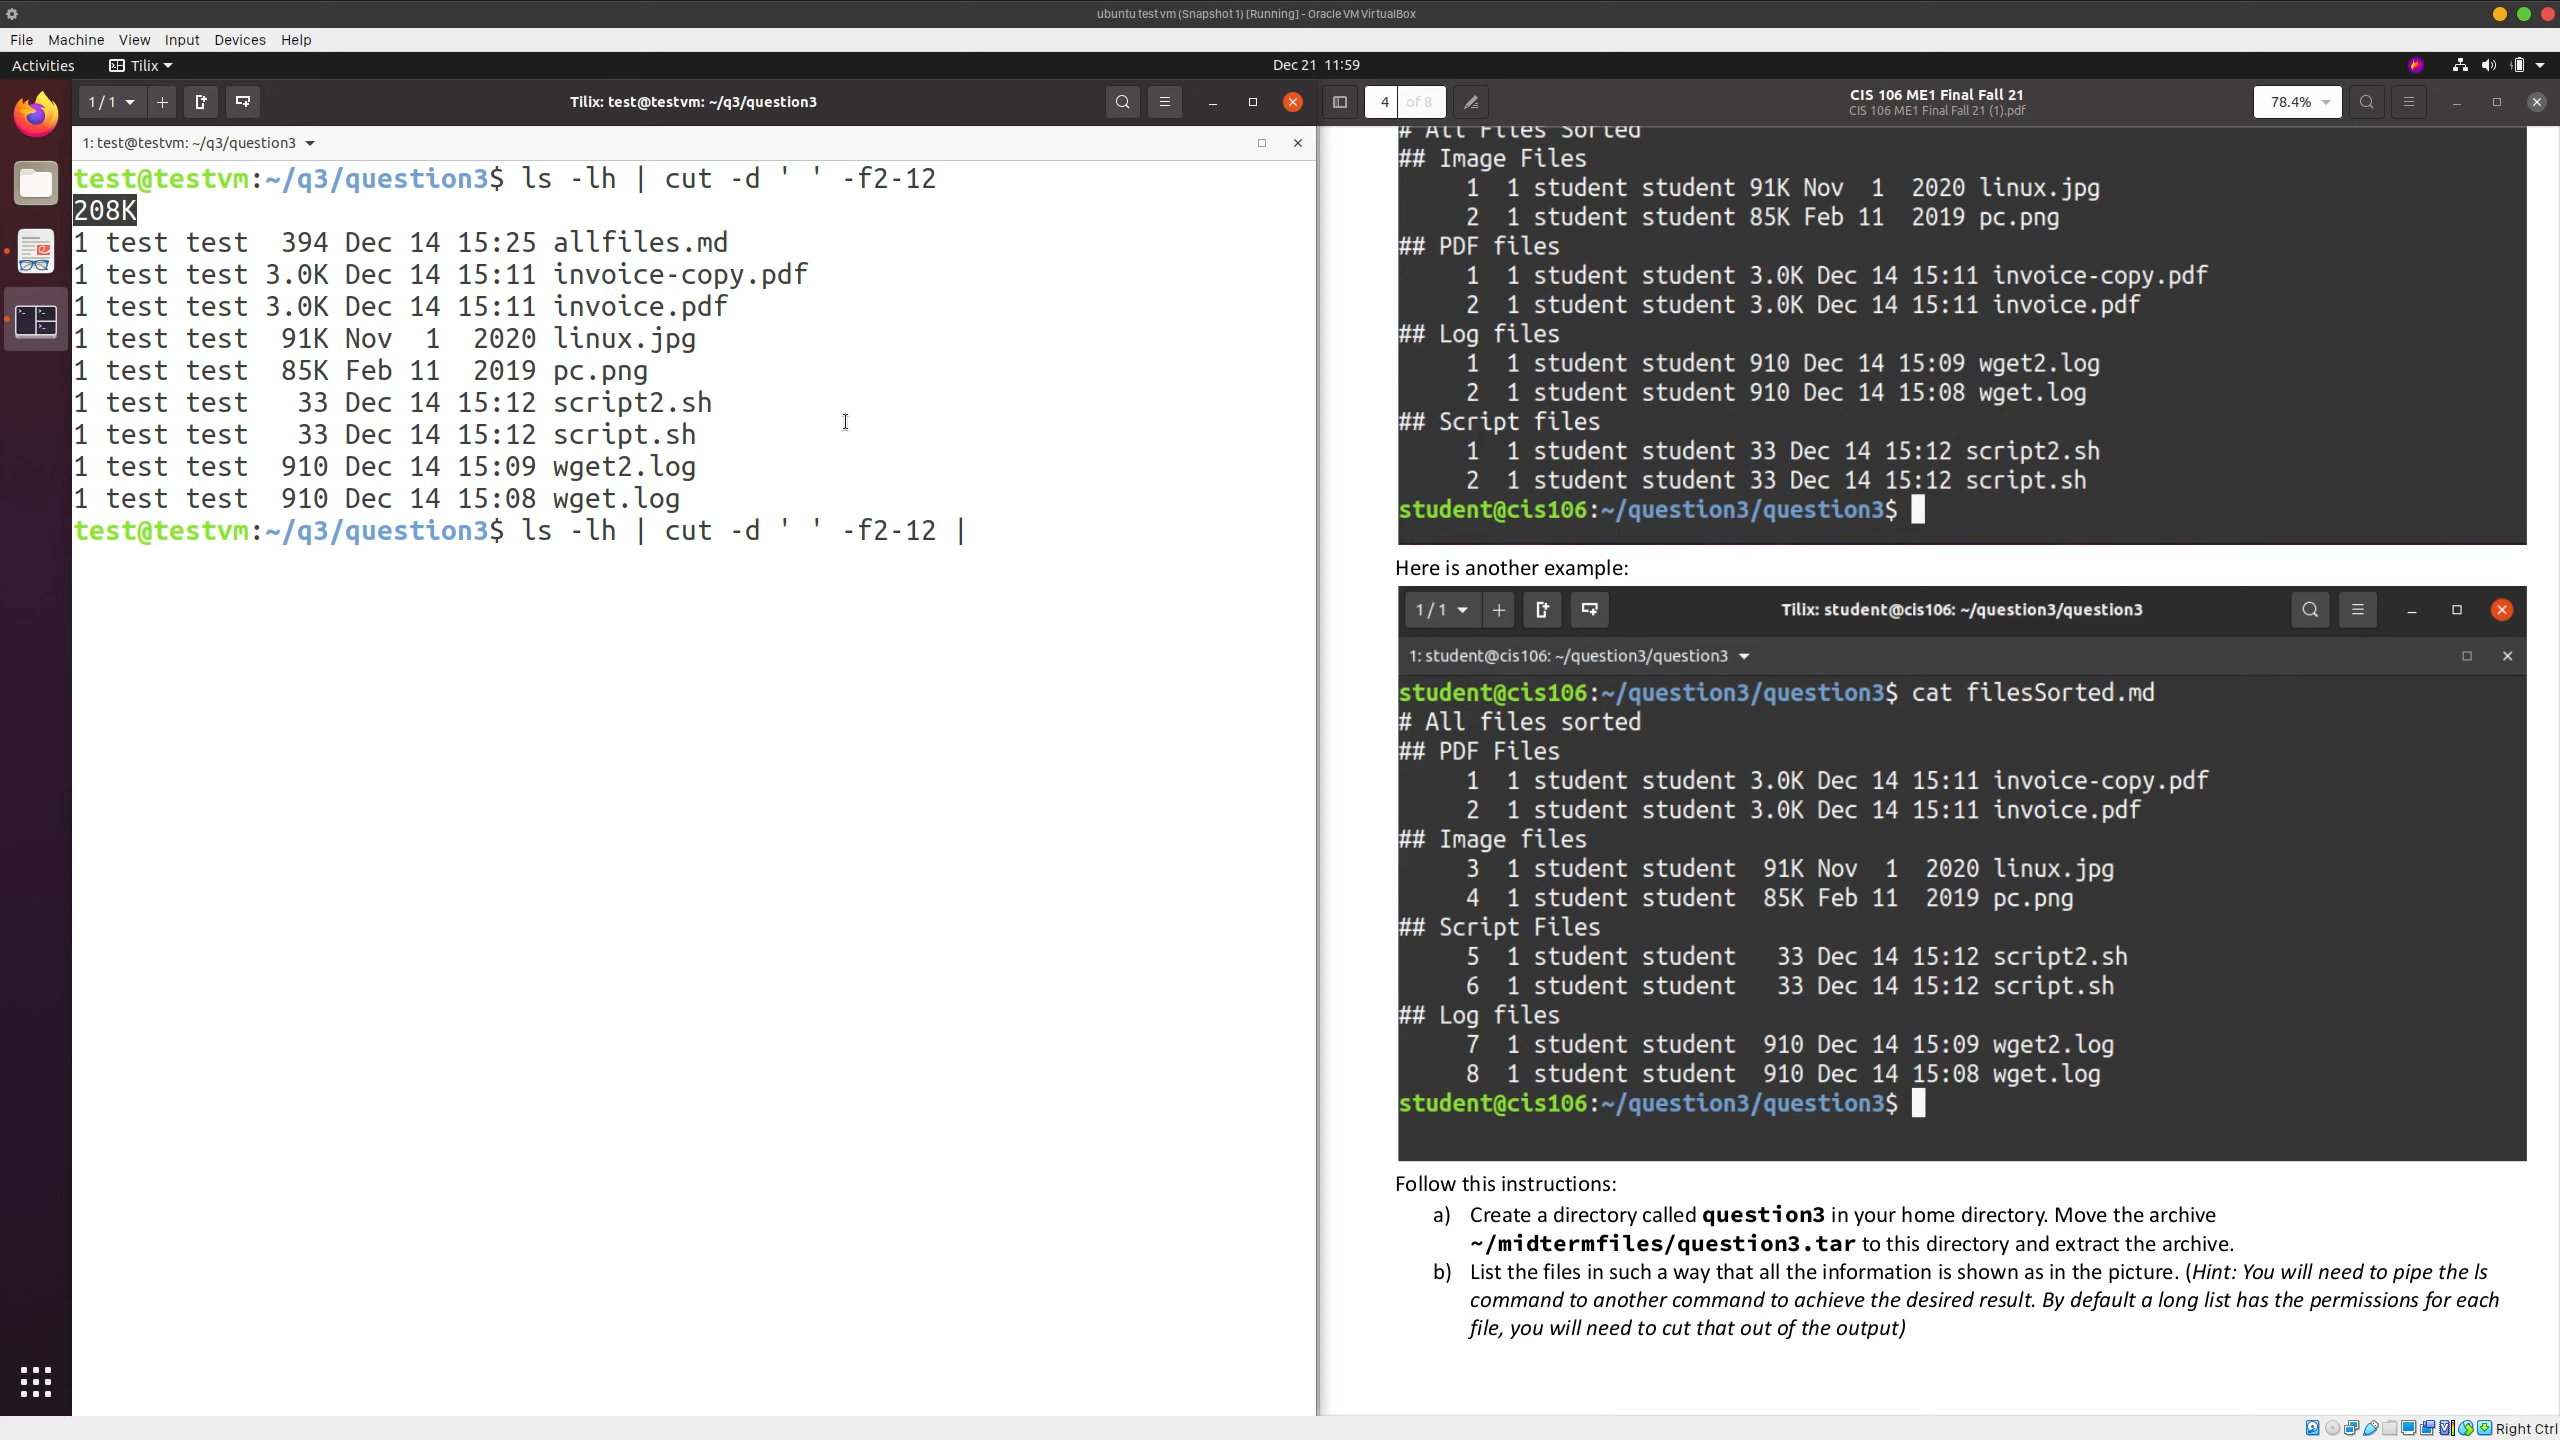 ubuntu test vm (Snapshot 1) [Running] - Oracle VM VirtualBox
File Machine View Input Devices Help
Activities Tilix Dec 21 11:59
1 / 1 Tilix: test@testvm: ~/q3/question3
1: test@testvm: ~/q3/question3
test@testvm:~/q3/question3$ ls -lh | cut -d ' ' -f2-12
208K
1 test test  394 Dec 14 15:25 allfiles.md
1 test test 3.0K Dec 14 15:11 invoice-copy.pdf
1 test test 3.0K Dec 14 15:11 invoice.pdf
1 test test  91K Nov  1  2020 linux.jpg
1 test test  85K Feb 11  2019 pc.png
1 test test   33 Dec 14 15:12 script2.sh
1 test test   33 Dec 14 15:12 script.sh
1 test test  910 Dec 14 15:09 wget2.log
1 test test  910 Dec 14 15:08 wget.log
test@testvm:~/q3/question3$ ls -lh | cut -d ' ' -f2-12 |
4 of 8 CIS 106 ME1 Final Fall 21 78.4%
CIS 106 ME1 Final Fall 21 (1).pdf
# All Files Sorted
## Image Files
1  1 student student 91K Nov  1  2020 linux.jpg
2  1 student student 85K Feb 11  2019 pc.png
## PDF files
1  1 student student 3.0K Dec 14 15:11 invoice-copy.pdf
2  1 student student 3.0K Dec 14 15:11 invoice.pdf
## Log files
1  1 student student 910 Dec 14 15:09 wget2.log
2  1 student student 910 Dec 14 15:08 wget.log
## Script files
1  1 student student 33 Dec 14 15:12 script2.sh
2  1 student student 33 Dec 14 15:12 script.sh
student@cis106:~/question3/question3$
Here is another example:
1 / 1 Tilix: student@cis106: ~/question3/question3
1: student@cis106: ~/question3/question3
student@cis106:~/question3/question3$ cat filesSorted.md
# All files sorted
## PDF Files
1  1 student student 3.0K Dec 14 15:11 invoice-copy.pdf
2  1 student student 3.0K Dec 14 15:11 invoice.pdf
## Image files
3  1 student student  91K Nov  1  2020 linux.jpg
4  1 student student  85K Feb 11  2019 pc.png
## Script Files
5  1 student student   33 Dec 14 15:12 script2.sh
6  1 student student   33 Dec 14 15:12 script.sh
## Log files
7  1 student student  910 Dec 14 15:09 wget2.log
8  1 student student  910 Dec 14 15:08 wget.log
student@cis106:~/question3/question3$
Follow this instructions:
a) Create a directory called question3 in your home directory. Move the archive
~/midtermfiles/question3.tar to this directory and extract the archive.
b) List the files in such a way that all the information is shown as in the picture. (Hint: You will need to pipe the ls
command to another command to achieve the desired result. By default a long list has the permissions for each
file, you will need to cut that out of the output)
Right Ctrl